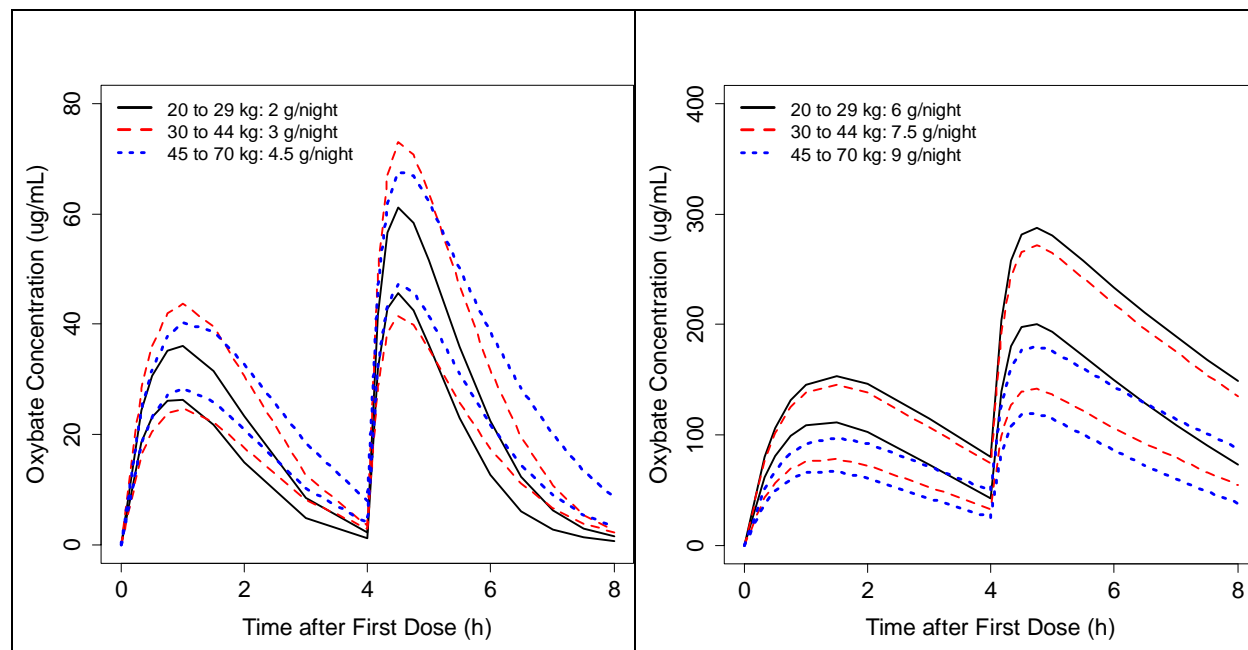 20 to 29 kg: 2 g/night
30 to 44 kg: 3 g/night
45 to 70 kg: 4.5 g/night
Oxybate Concentration (ug/mL)
80
60
40
20
0
0 2 4 6 8
Time after First Dose (h)
20 to 29 kg: 6 g/night
30 to 44 kg: 7.5 g/night
45 to 70 kg: 9 g/night
Oxybate Concentration (ug/mL)
400
300
200
100
0
0 2 4 6 8
Time after First Dose (h)